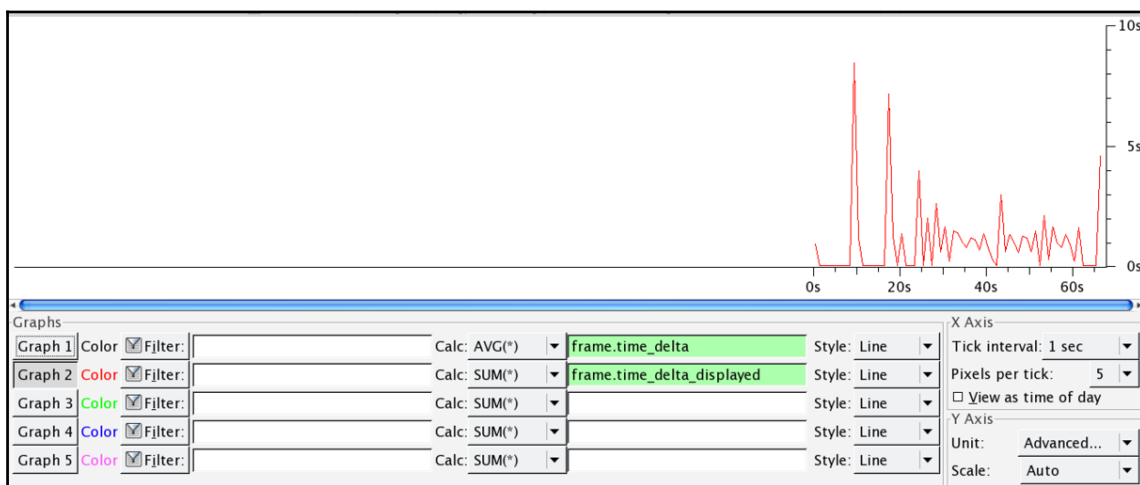 10s
5s
0s
0s 20s 40s 60s
Graphs
Graph 1 Color Filter: Calc: AVG(*) frame.time_delta Style: Line
Graph 2 Color Filter: Calc: SUM(*) frame.time_delta_displayed Style: Line
Graph 3 Color Filter: Calc: SUM(*) Style: Line
Graph 4 Color Filter: Calc: SUM(*) Style: Line
Graph 5 Color Filter: Calc: SUM(*) Style: Line
X Axis
Tick interval: 1 sec
Pixels per tick: 5
View as time of day
Y Axis
Unit: Advanced...
Scale: Auto